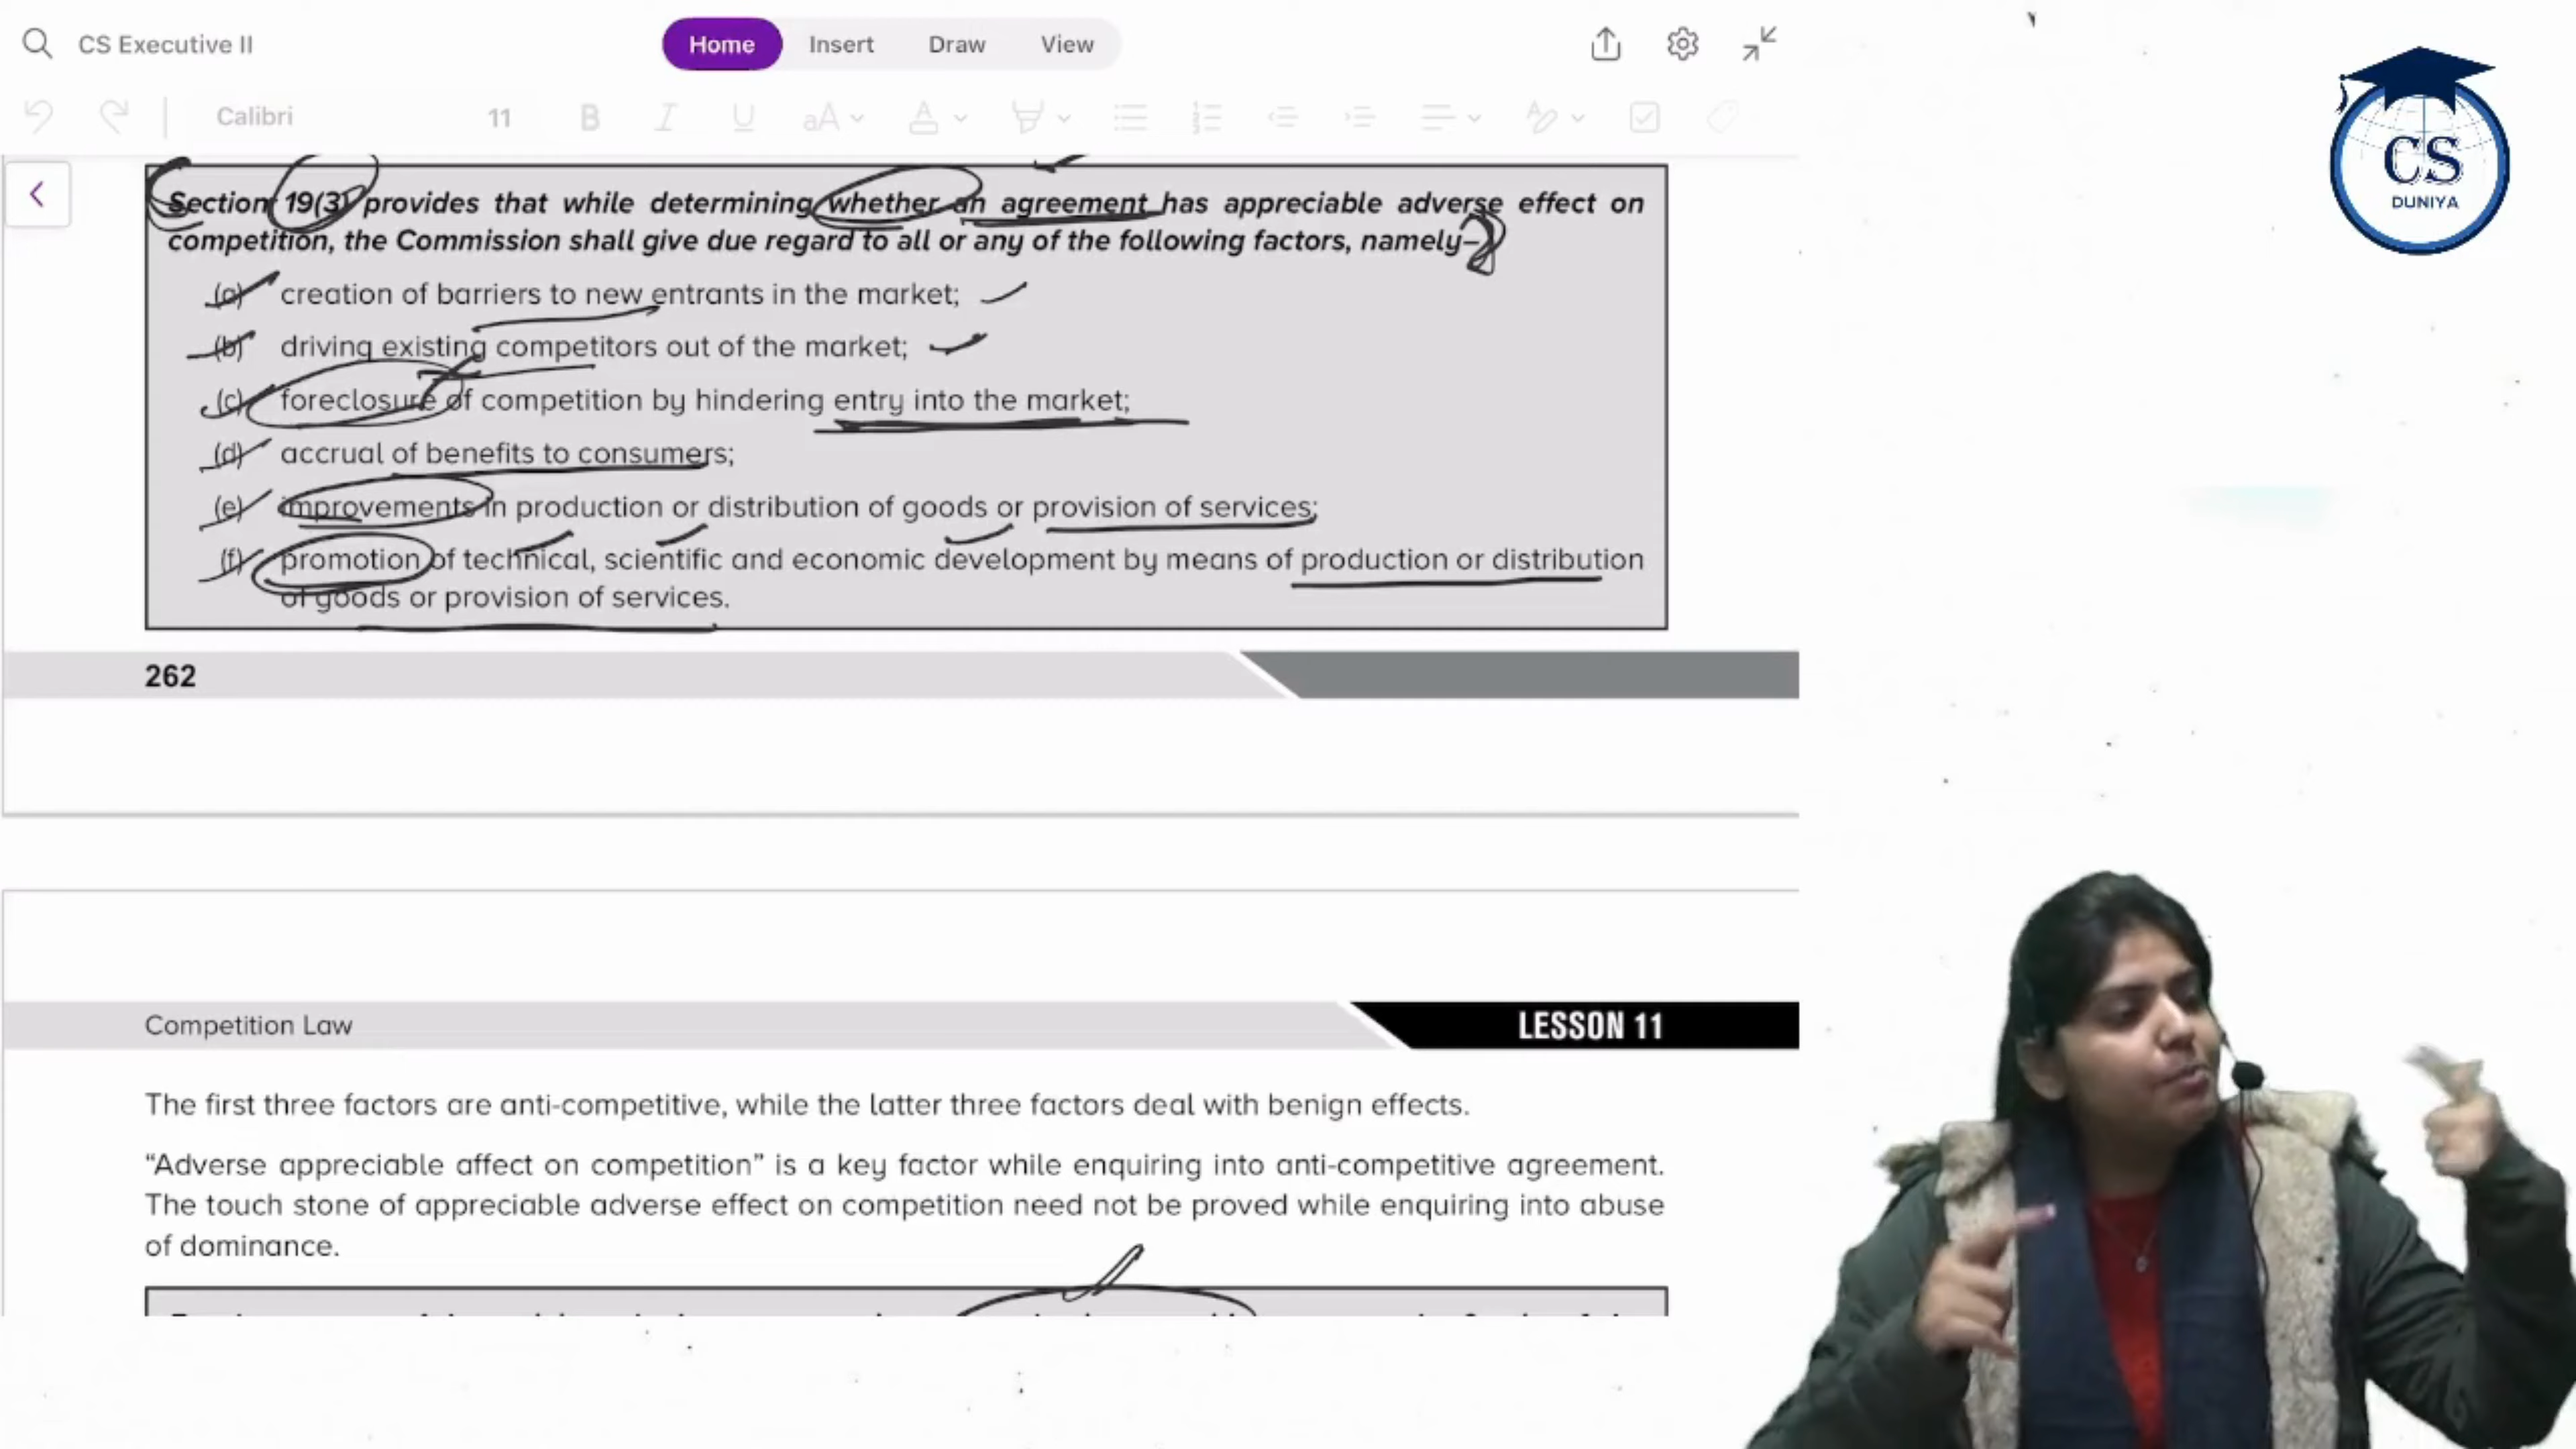 CS Executive II
Home
Insert
Draw
View
Calibri
11
B
I
U
aA
A
CS
DUNIYA
Section 19(3) provides that while determining whether an agreement has appreciable adverse effect on
competition, the Commission shall give due regard to all or any of the following factors, namely–
(a) creation of barriers to new entrants in the market;
(b) driving existing competitors out of the market;
(c) foreclosure of competition by hindering entry into the market;
(d) accrual of benefits to consumers;
(e) improvements in production or distribution of goods or provision of services;
(f) promotion of technical, scientific and economic development by means of production or distribution
of goods or provision of services.
262
Competition Law
LESSON 11
The first three factors are anti-competitive, while the latter three factors deal with benign effects.
“Adverse appreciable affect on competition” is a key factor while enquiring into anti-competitive agreement.
The touch stone of appreciable adverse effect on competition need not be proved while enquiring into abuse
of dominance.